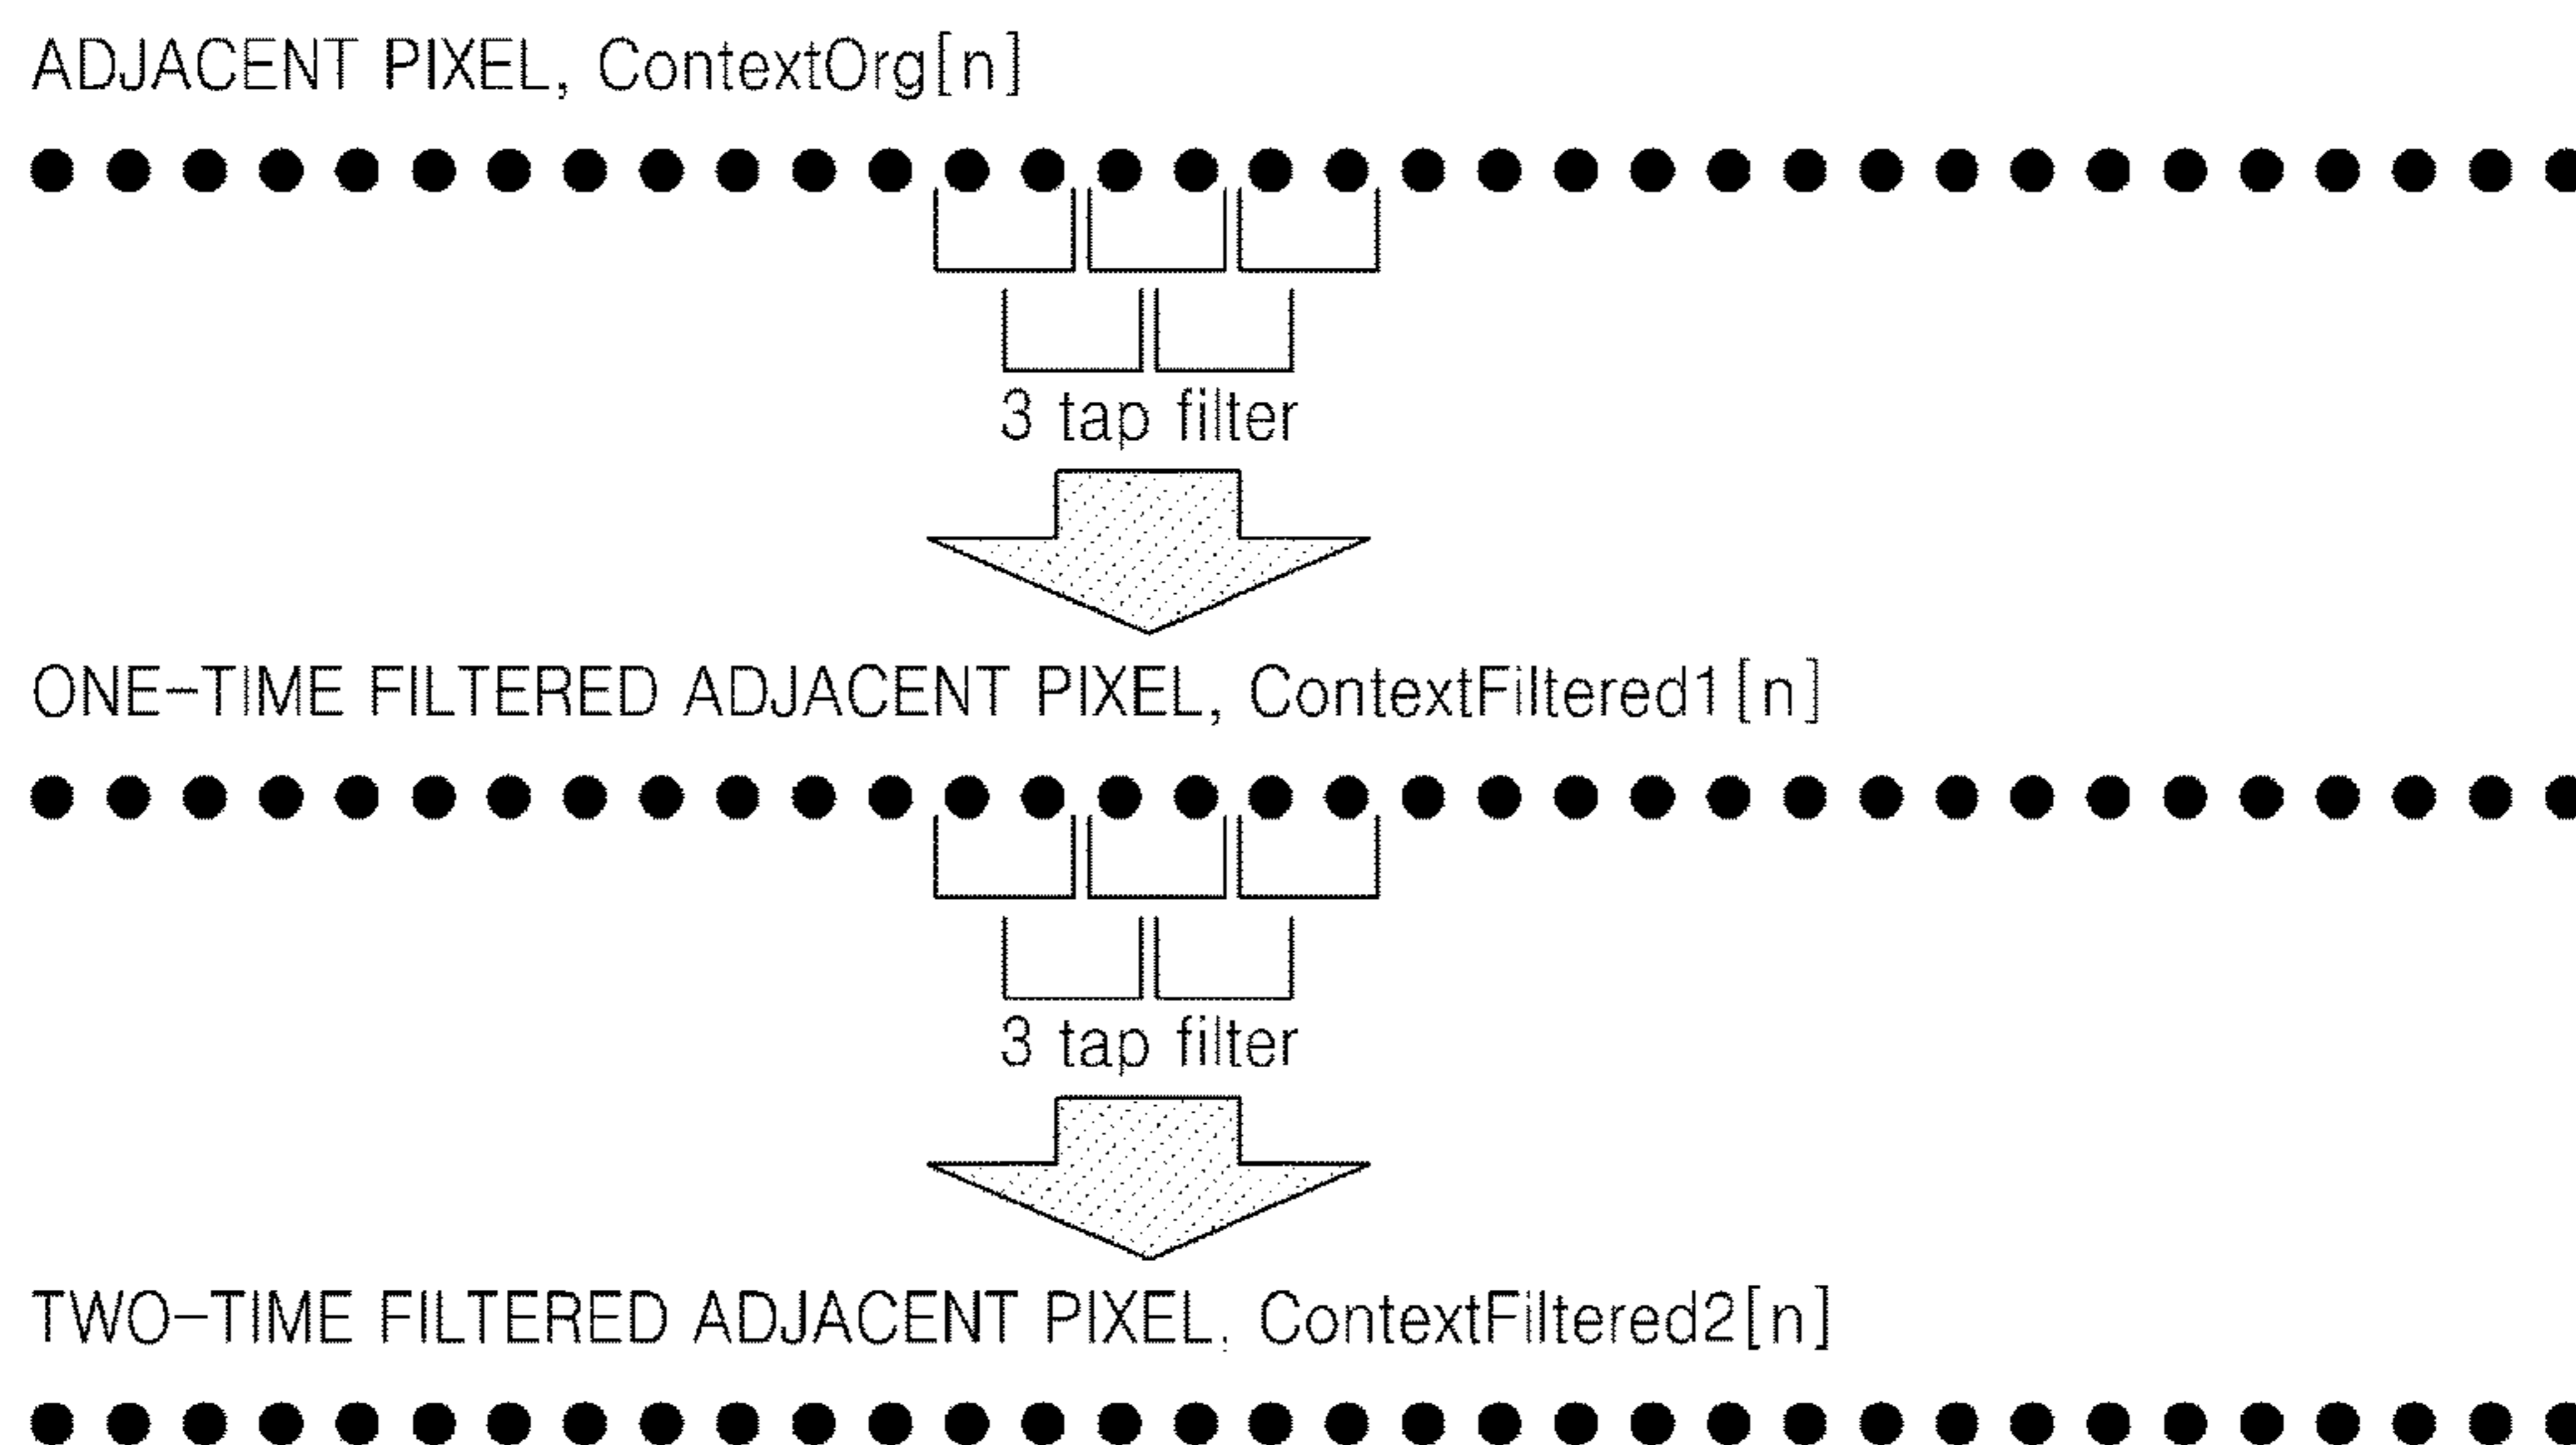 ADJACENT PIXEL, ContextOrg[n]
3 tap filter
ONE-TIME FILTERED ADJACENT PIXEL, ContextFiltered1[n]
3 tap filter
TWO-TIME FILTERED ADJACENT PIXEL, ContextFiltered2[n]